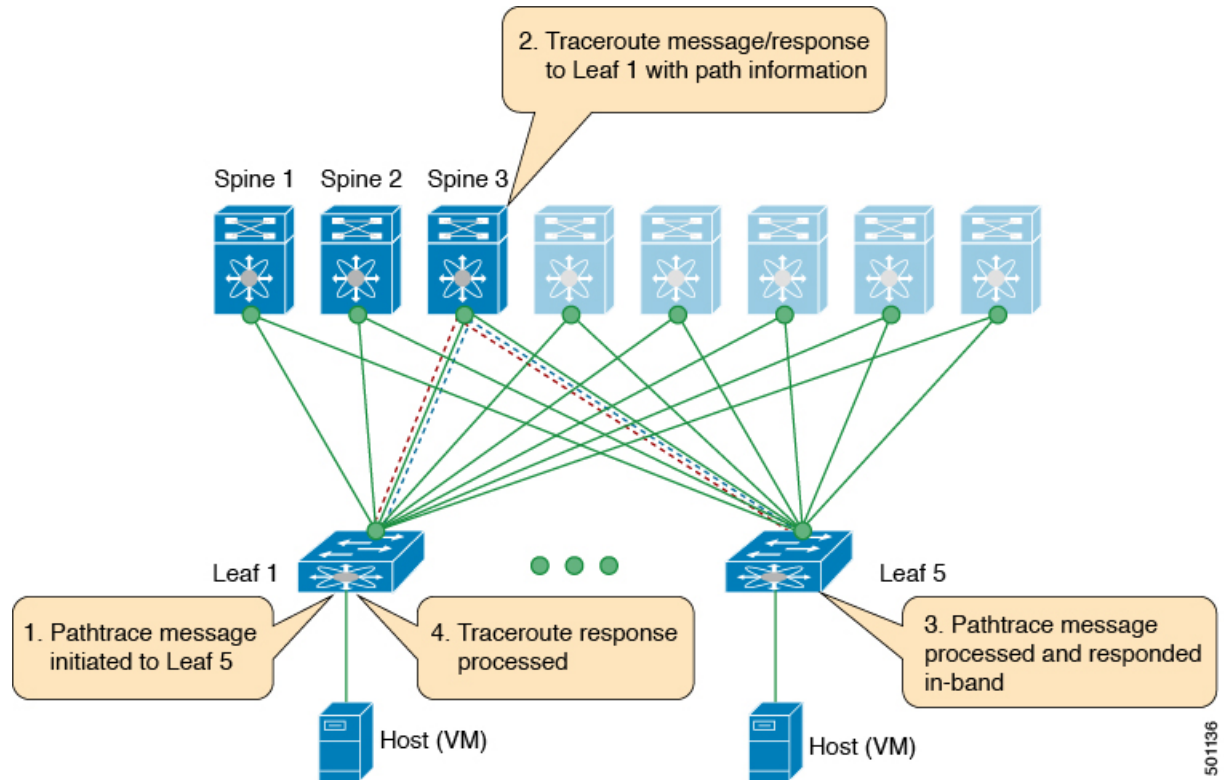 2. Traceroute message/response
to Leaf 1 with path information
Spine 1
Spine 2
Spine 3
Leaf 1
Leaf 5
1. Pathtrace message
initiated to Leaf 5
4. Traceroute response
processed
3. Pathtrace message
processed and responded
in-band
Host (VM)
Host (VM)
501136